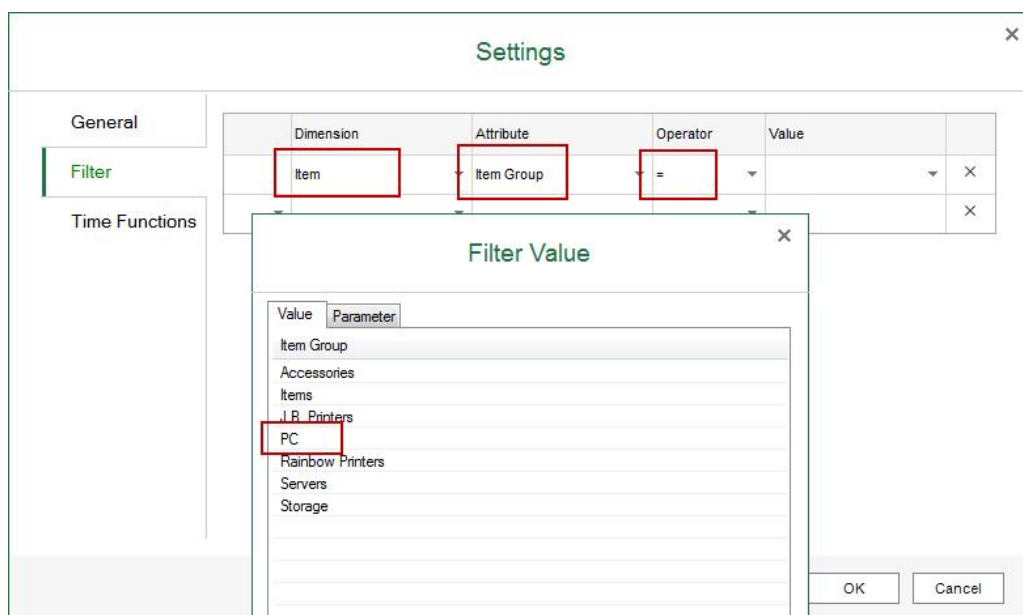 Settings
General
Filter
Time Functions
Dimension Attribute Operator Value
Item Item Group =
Filter Value
Value Parameter
Item Group
Accessories
Items
J.B. Printers
PC
Rainbow Printers
Servers
Storage
OK Cancel